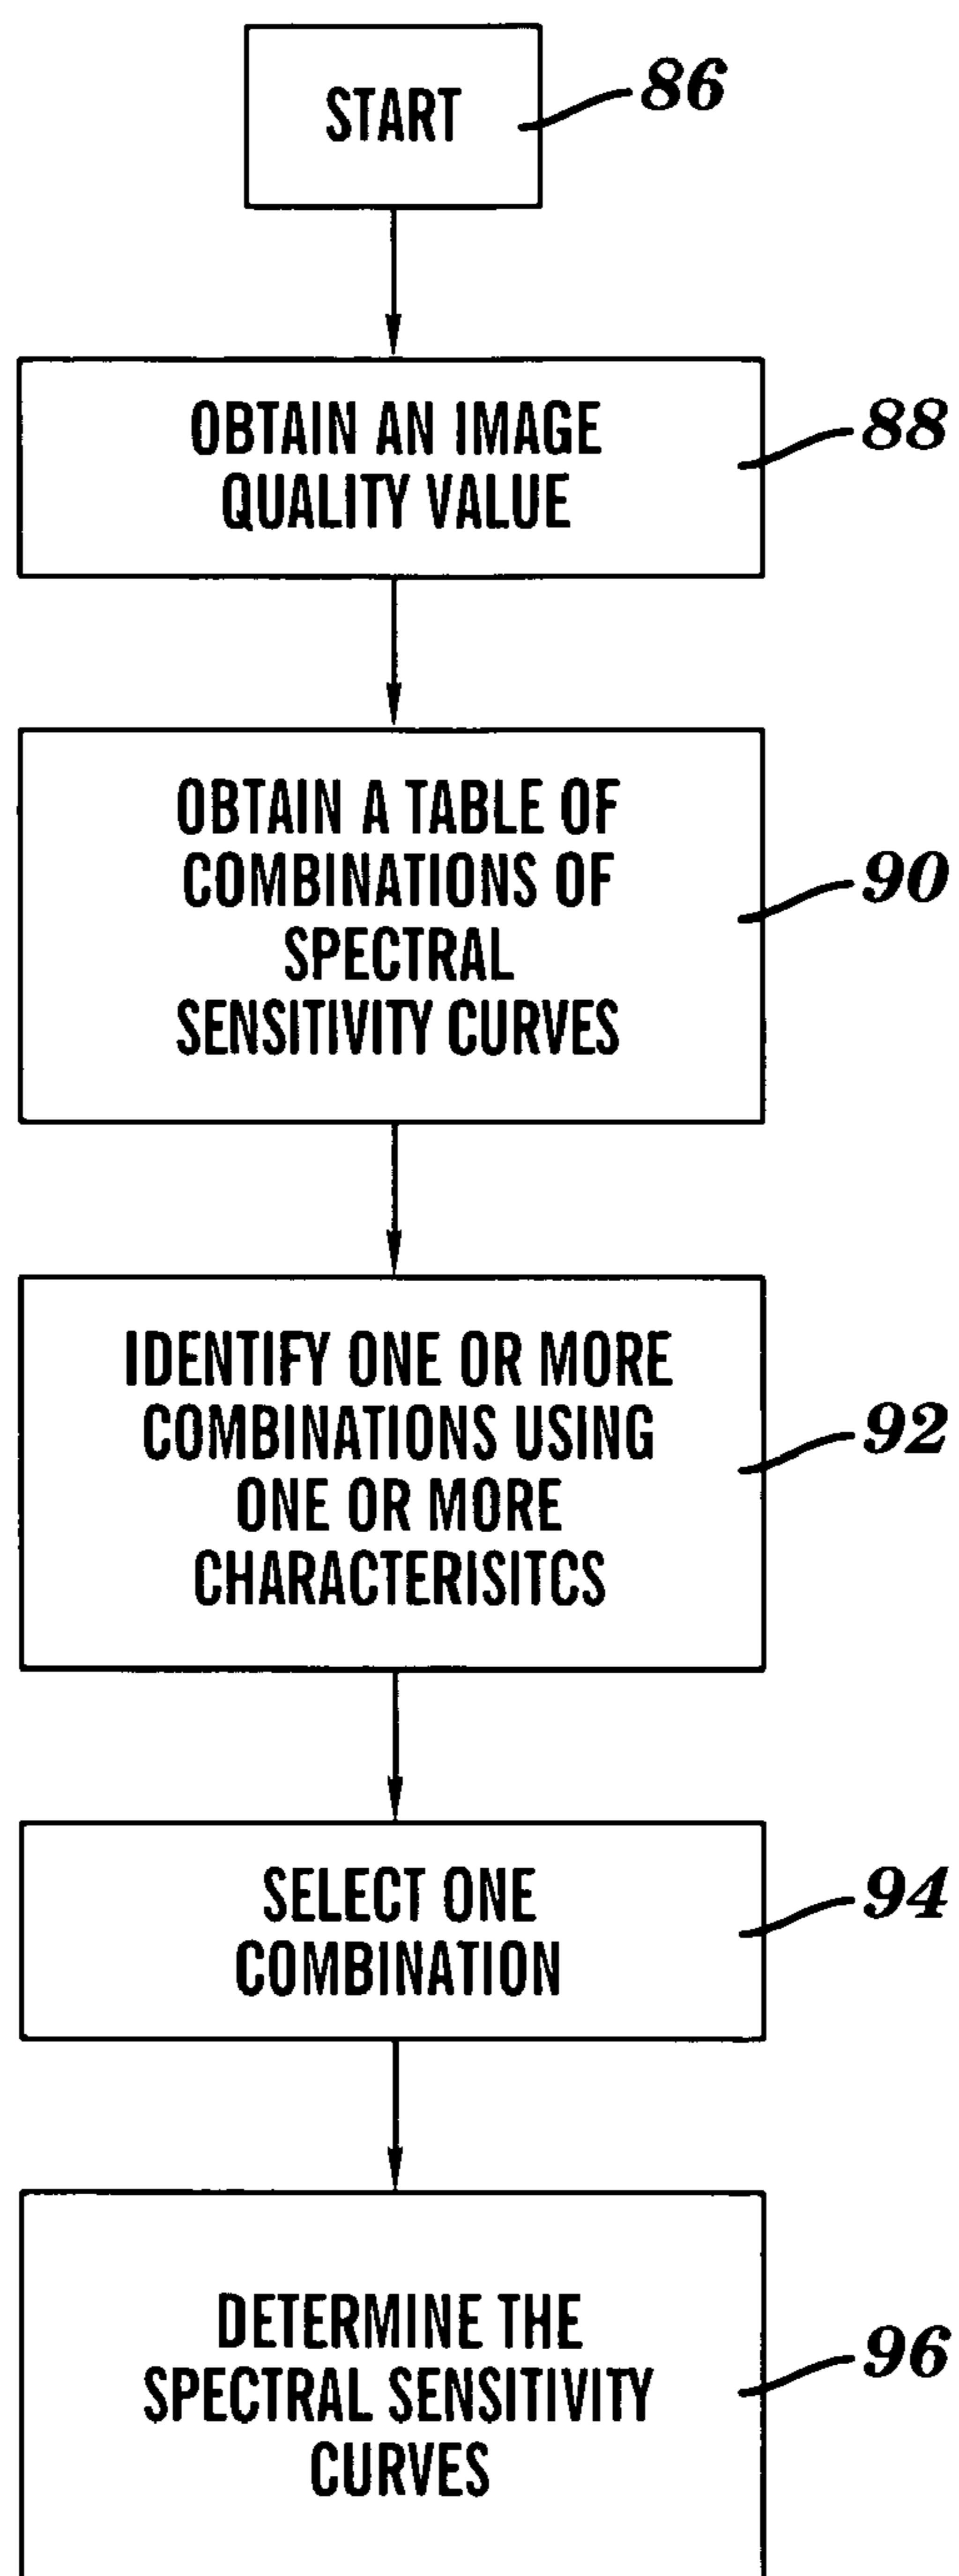 START
86
OBTAIN AN IMAGE
QUALITY VALUE
88
OBTAIN A TABLE OF
COMBINATIONS OF
SPECTRAL
SENSITIVITY CURVES
90
IDENTIFY ONE OR MORE
COMBINATIONS USING
ONE OR MORE
CHARACTERISITCS
92
SELECT ONE
COMBINATION
94
DETERMINE THE
SPECTRAL SENSITIVITY
CURVES
96